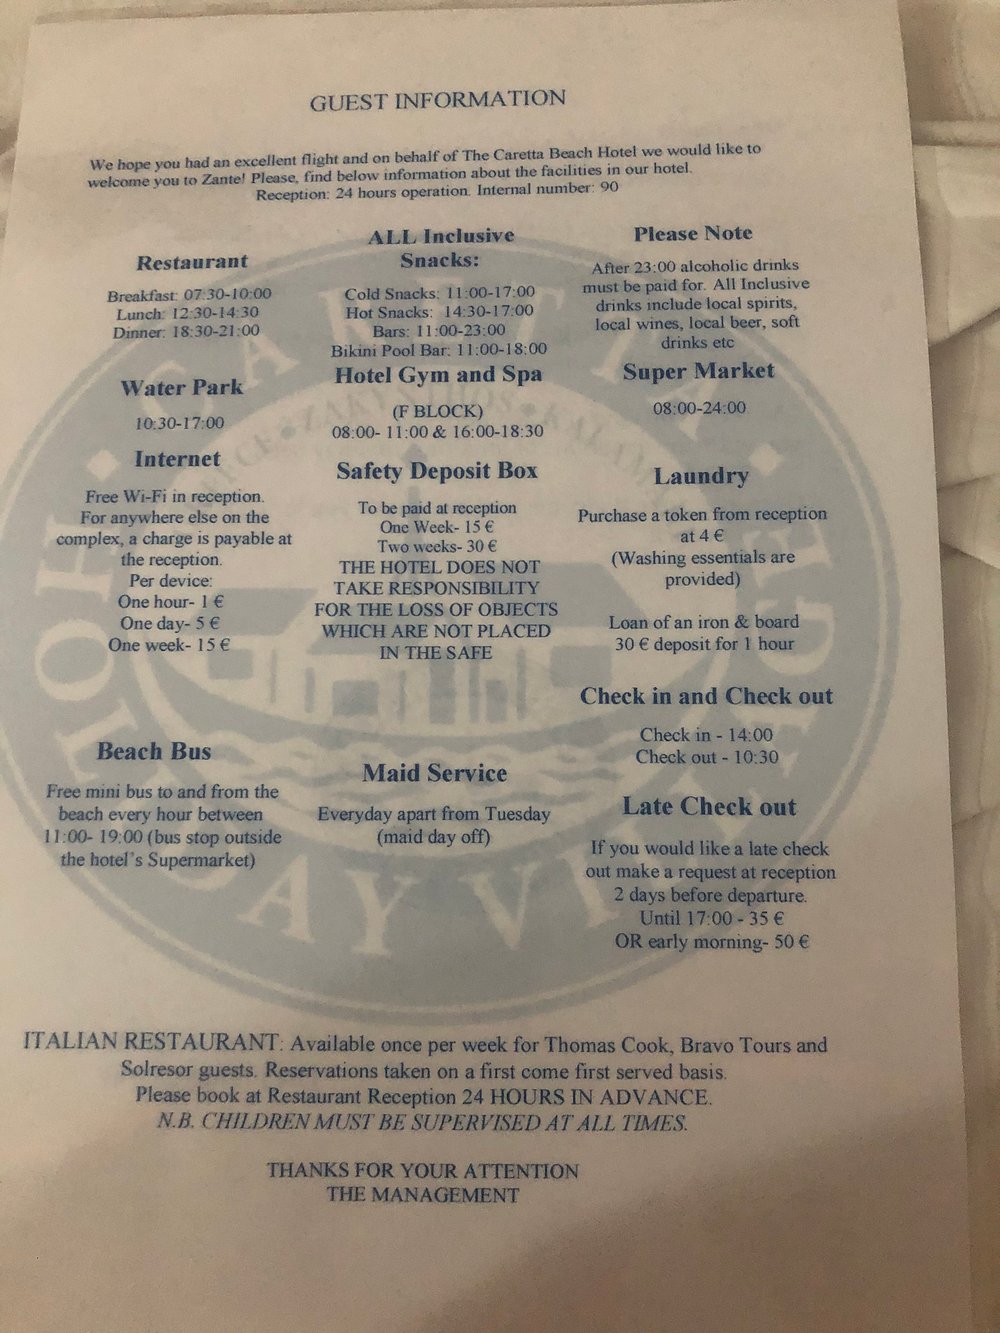 GUEST INFORMATION
We hope you had an excellent flight and on behalf of The Caretta Beach Hotel we would like to
welcome you to Zante! Please, find below information about the facilities in our hotel.
Reception: 24 hours operation. Internal number: 90
Restaurant
Breakfast: 07:30-10:00
Lunch: 12:30-14:30
Dinner: 18:30-21:00
ALL Inclusive
Snacks:
Cold Snacks: 11:00-17:00
Hot Snacks: 14:30-17:00
Bars: 11:00-23:00
Bikini Pool Bar: 11:00-18:00
Please Note
After 23:00 alcoholic drinks
must be paid for. All Inclusive
drinks include local spirits,
local wines, local beer, soft
drinks etc
Water Park
10:30-17:00
Hotel Gym and Spa
(F BLOCK)
08:00- 11:00 & 16:00-18:30
Super Market
08:00-24:00
Internet
Free Wi-Fi in reception.
For anywhere else on the
complex, a charge is payable at
the reception.
Per device:
One hour- 1 €
One day- 5 €
One week- 15 €
Safety Deposit Box
To be paid at reception
One Week- 15 €
Two weeks- 30 €
THE HOTEL DOES NOT
TAKE RESPONSIBILITY
FOR THE LOSS OF OBJECTS
WHICH ARE NOT PLACED
IN THE SAFE
Laundry
Purchase a token from reception
at 4 €
(Washing essentials are
provided)
Loan of an iron & board
30 € deposit for 1 hour
Check in and Check out
Check in - 14:00
Check out - 10:30
Beach Bus
Free mini bus to and from the
beach every hour between
11:00- 19:00 (bus stop outside
the hotel's Supermarket)
Maid Service
Everyday apart from Tuesday
(maid day off)
Late Check out
If you would like a late check
out make a request at reception
2 days before departure.
Until 17:00 - 35 €
OR early morning- 50 €
ITALIAN RESTAURANT: Available once per week for Thomas Cook, Bravo Tours and
Solresor guests. Reservations taken on a first come first served basis.
Please book at Restaurant Reception 24 HOURS IN ADVANCE.
N.B. CHILDREN MUST BE SUPERVISED AT ALL TIMES.
THANKS FOR YOUR ATTENTION
THE MANAGEMENT